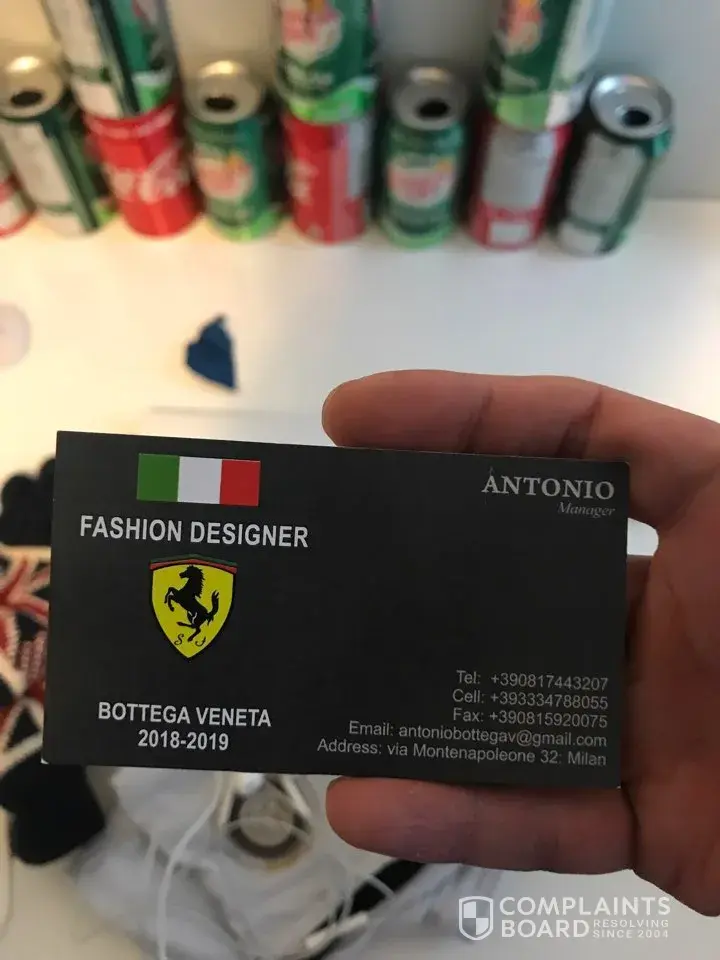 FASHION DESIGNER
S F
BOTTEGA VENETA
2018-2019
ANTONIO
Manager
Tel: +390817443207
Cell: +393334788055
Fax: +390815920075
Email: antoniobottegav@gmail.com
Address: via Montenapoleone 32: Milan
COMPLAINTS
BOARD RESOLVING
SINCE 2004